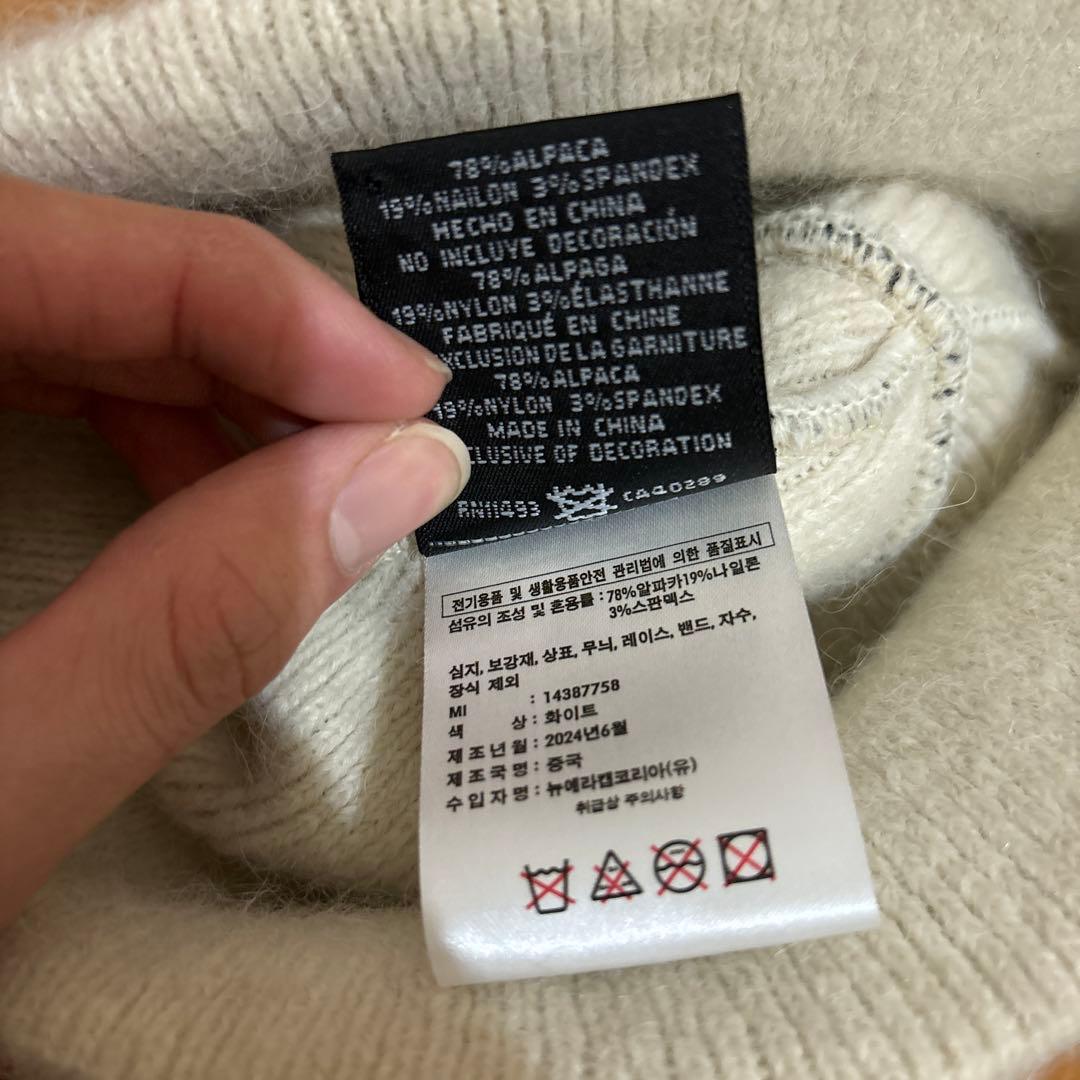 78%ALPACA
19%NAILON 3%SPANDEX
HECHO EN CHINA
NO INCLUYE DECORACIÓN
78%ALPAGA
19%NYLON 3%ÉLASTHANNE
FABRIQUÉ EN CHINE
XCLUSION DE LA GARNITURE
78%ALPACA
19%NYLON 3%SPANDEX
MADE IN CHINA
CLUSIVE OF DECORATION
CA40289
전기용품 및 생활용품안전 관리법에 의한 품질표시
섬유의 조성 및 혼용률 : 78%알파카19%나일론
3%스판덱스
심지, 보강재, 상표, 무늬, 레이스, 밴드, 자수,
장식 제외
MI : 14387758
색 상 : 화이트
제조년월 : 2024년6월
제조국명 : 중국
수입자명 : 뉴에라캡코리아(유)
취급상 주의사항